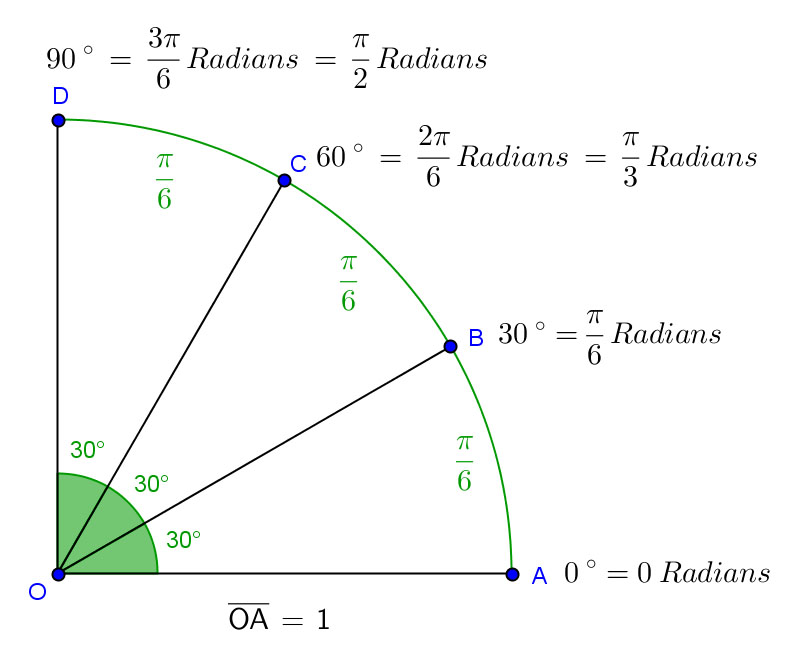 90° = 3π/6 Radians = π/2 Radians
D
C 60° = 2π/6 Radians = π/3 Radians
π/6
π/6
B 30° = π/6 Radians
π/6
30°
30°
30°
A 0° = 0 Radians
O
O̅A̅ = 1